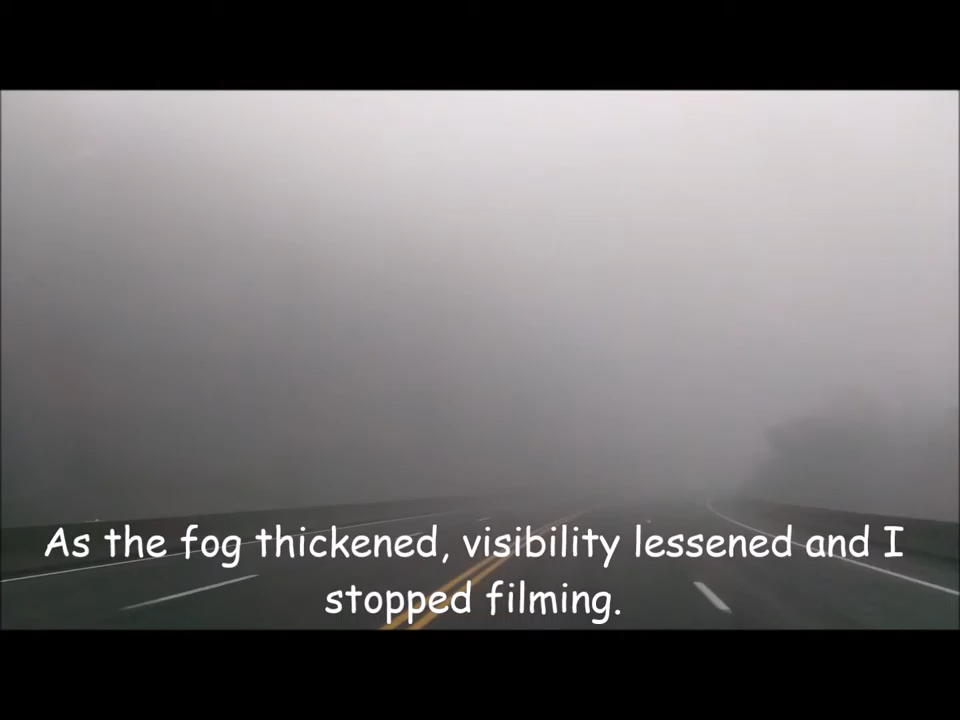 As the fog thickened, visibility lessened and I
stopped filming.